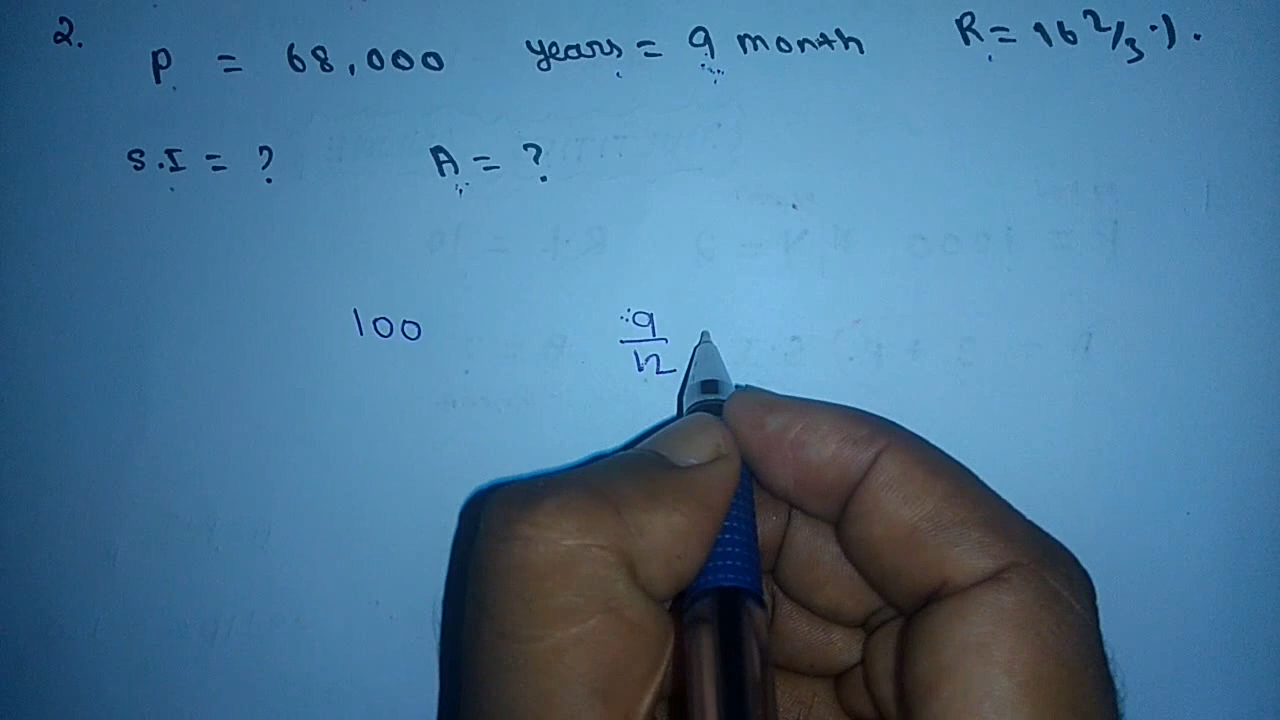 2. P = 68,000 years = 9 month R = 16 2/3 %.
S.I = ? A = ?
100 9/12